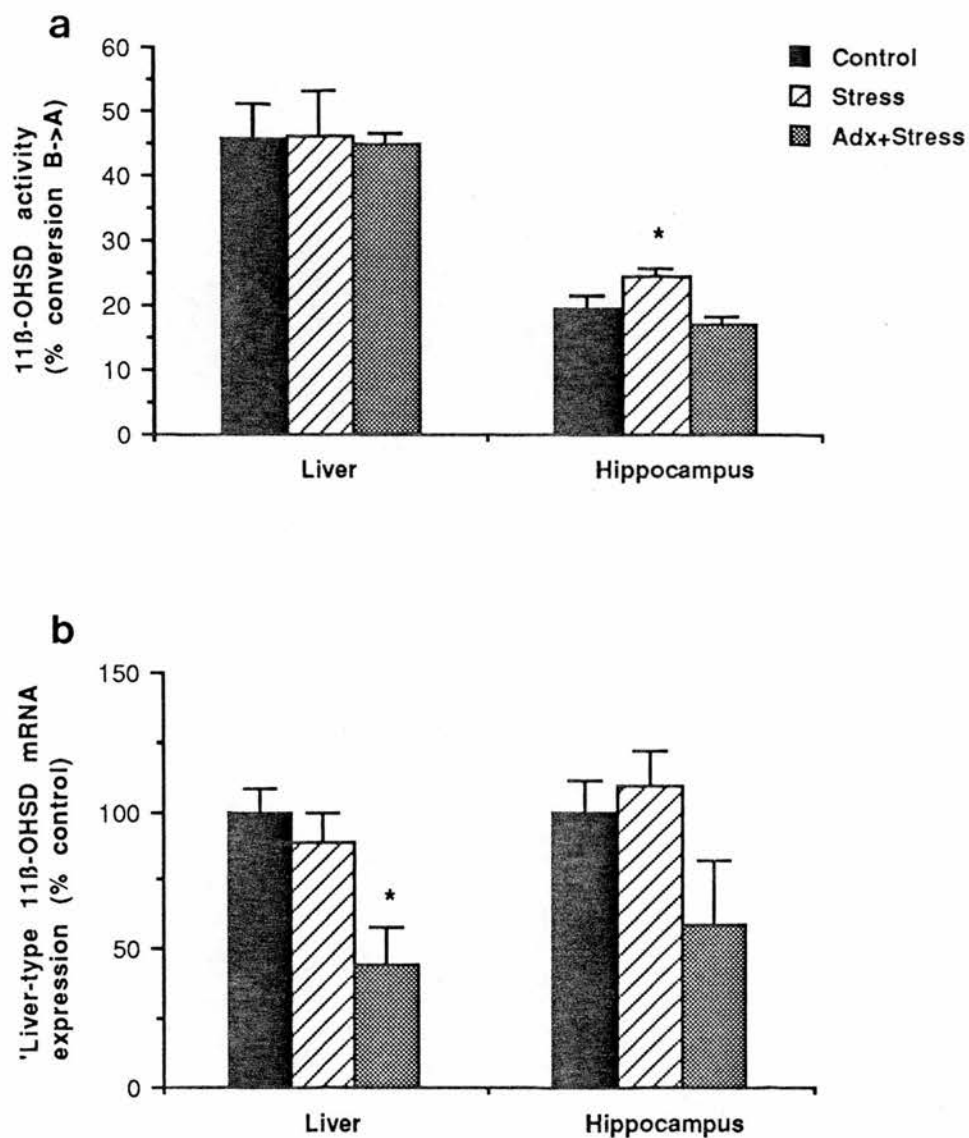 a
60
50
40
30
20
10
0
11ß-OHSD activity
(% conversion B->A)
Control
Stress
Adx+Stress
*
Liver
Hippocampus
b
150
100
50
0
'Liver-type 11ß-OHSD mRNA
expression (% control)
*
Liver
Hippocampus